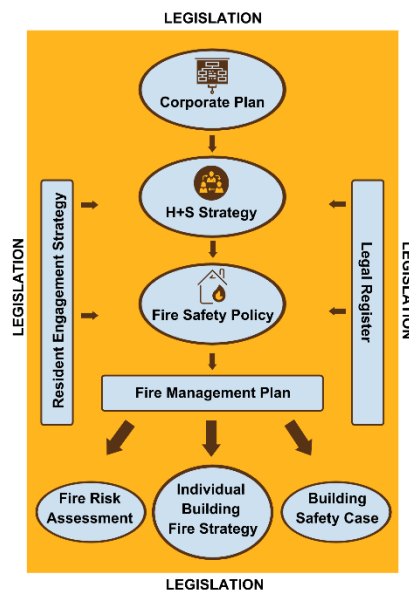 LEGISLATION
Corporate Plan
H+S Strategy
Resident Engagement Strategy
Legal Register
LEGISLATION
LEGISLATION
Fire Safety Policy
Fire Management Plan
Fire Risk
Assessment
Individual
Building
Fire Strategy
Building
Safety Case
LEGISLATION